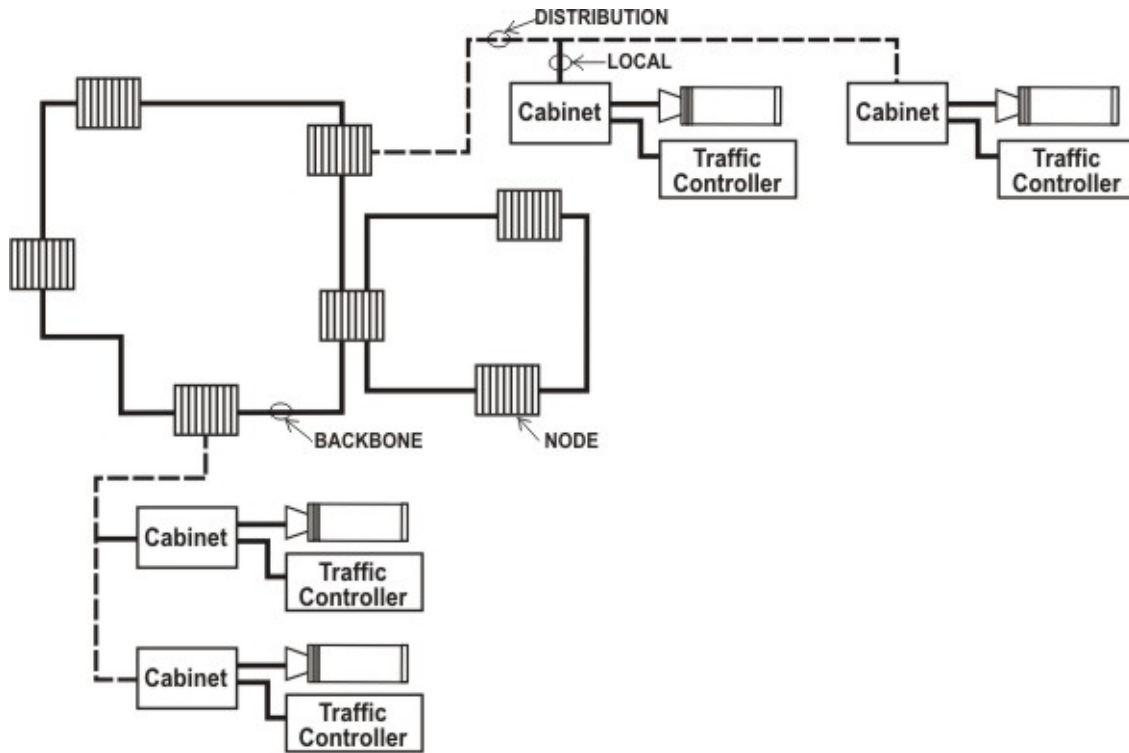 DISTRIBUTION
LOCAL
Cabinet
Traffic
Controller
Cabinet
Traffic
Controller
BACKBONE
NODE
Cabinet
Traffic
Controller
Cabinet
Traffic
Controller